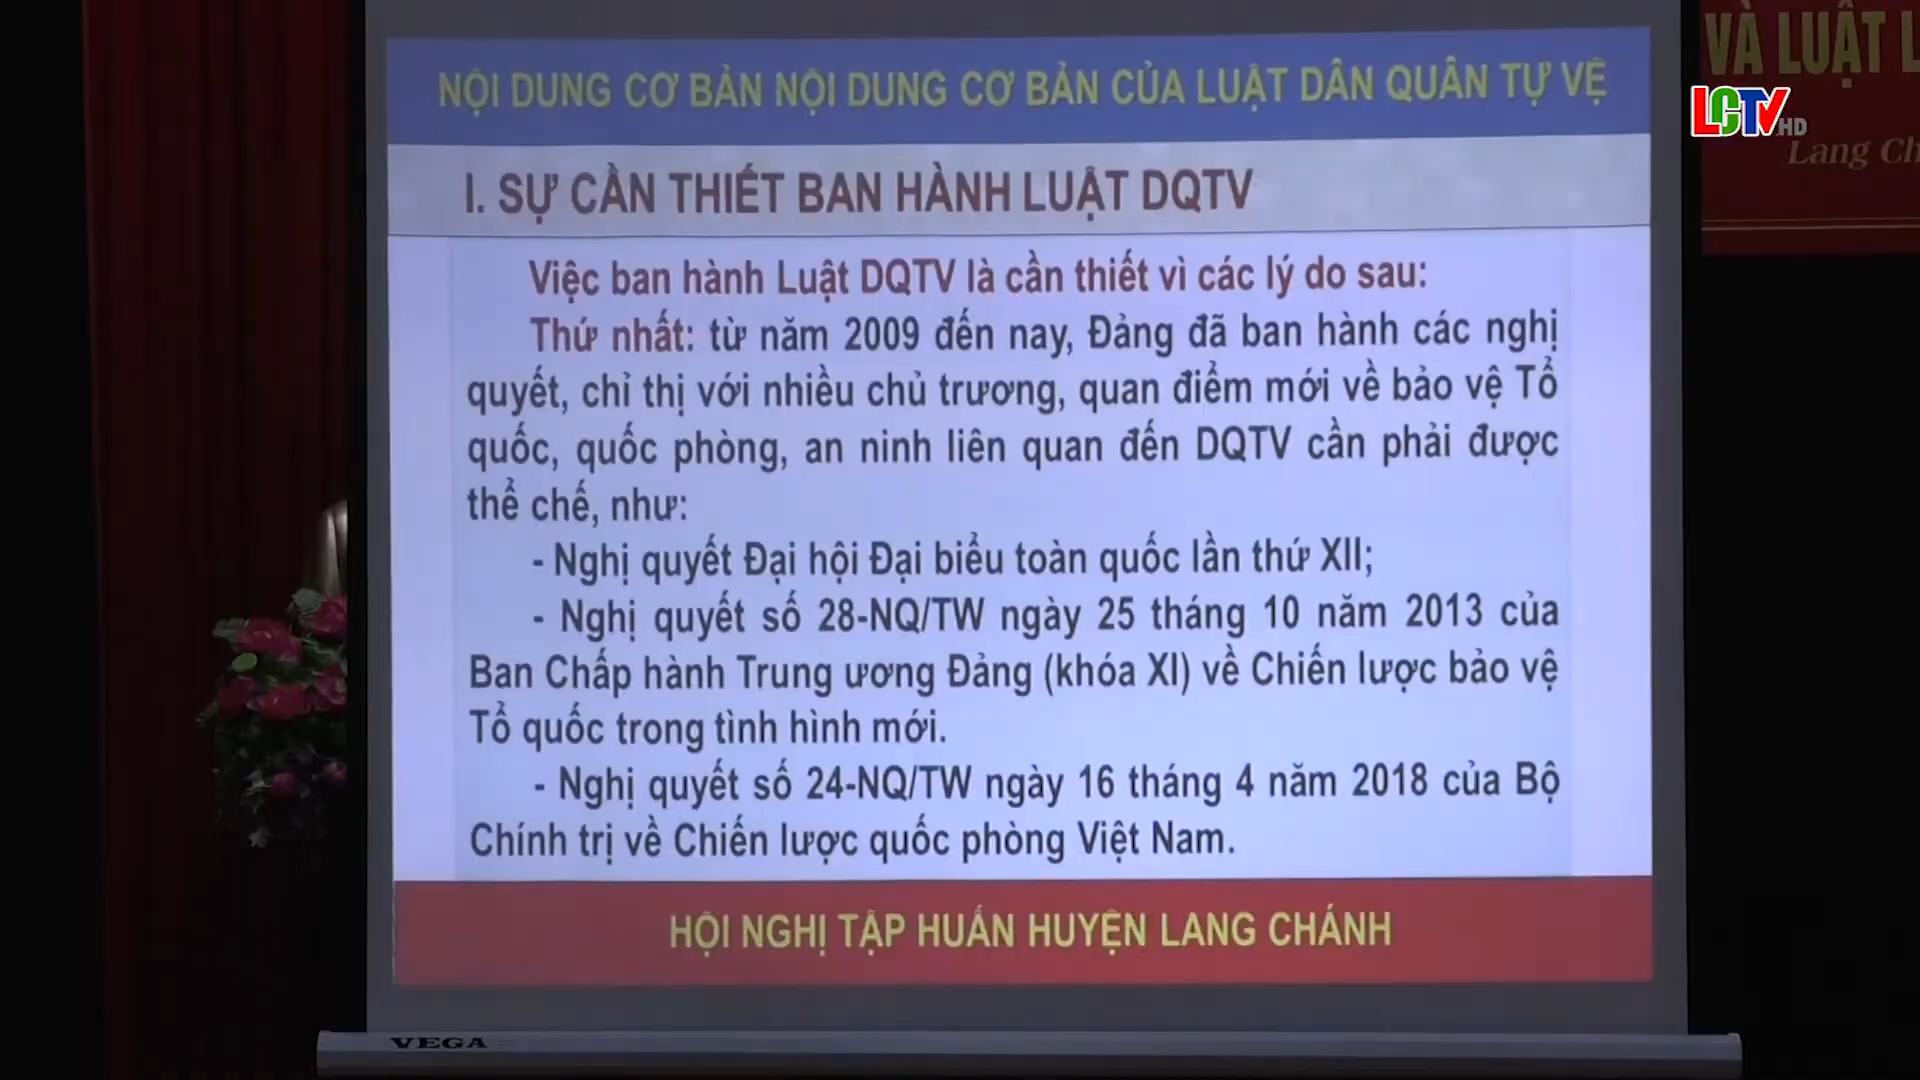 NỘI DUNG CƠ BẢN NỘI DUNG CƠ BẢN CỦA LUẬT DÂN QUÂN TỰ VỆ
I. SỰ CẦN THIẾT BAN HÀNH LUẬT DQTV
Việc ban hành Luật DQTV là cần thiết vì các lý do sau:
Thứ nhất: từ năm 2009 đến nay, Đảng đã ban hành các nghị
quyết, chỉ thị với nhiều chủ trương, quan điểm mới về bảo vệ Tổ
quốc, quốc phòng, an ninh liên quan đến DQTV cần phải được
thể chế, như:
- Nghị quyết Đại hội Đại biểu toàn quốc lần thứ XII;
- Nghị quyết số 28-NQ/TW ngày 25 tháng 10 năm 2013 của
Ban Chấp hành Trung ương Đảng (khóa XI) về Chiến lược bảo vệ
Tổ quốc trong tình hình mới.
- Nghị quyết số 24-NQ/TW ngày 16 tháng 4 năm 2018 của Bộ
Chính trị về Chiến lược quốc phòng Việt Nam.
HỘI NGHỊ TẬP HUẤN HUYỆN LANG CHÁNH
VEGA
VÀ LUẬT L
LCTV.HD
Lang Ch